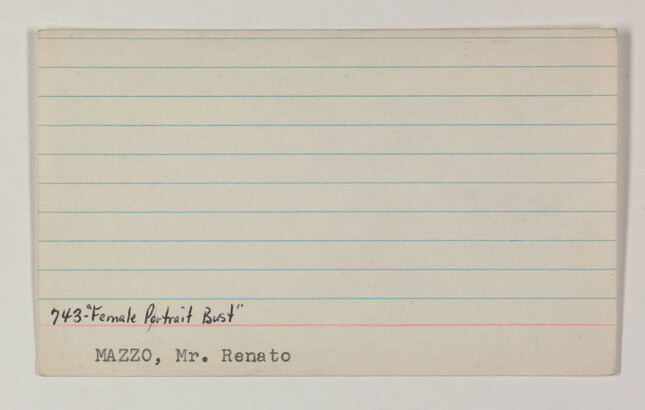 743-"Female Portrait Bust"
MAZZO, Mr. Renato